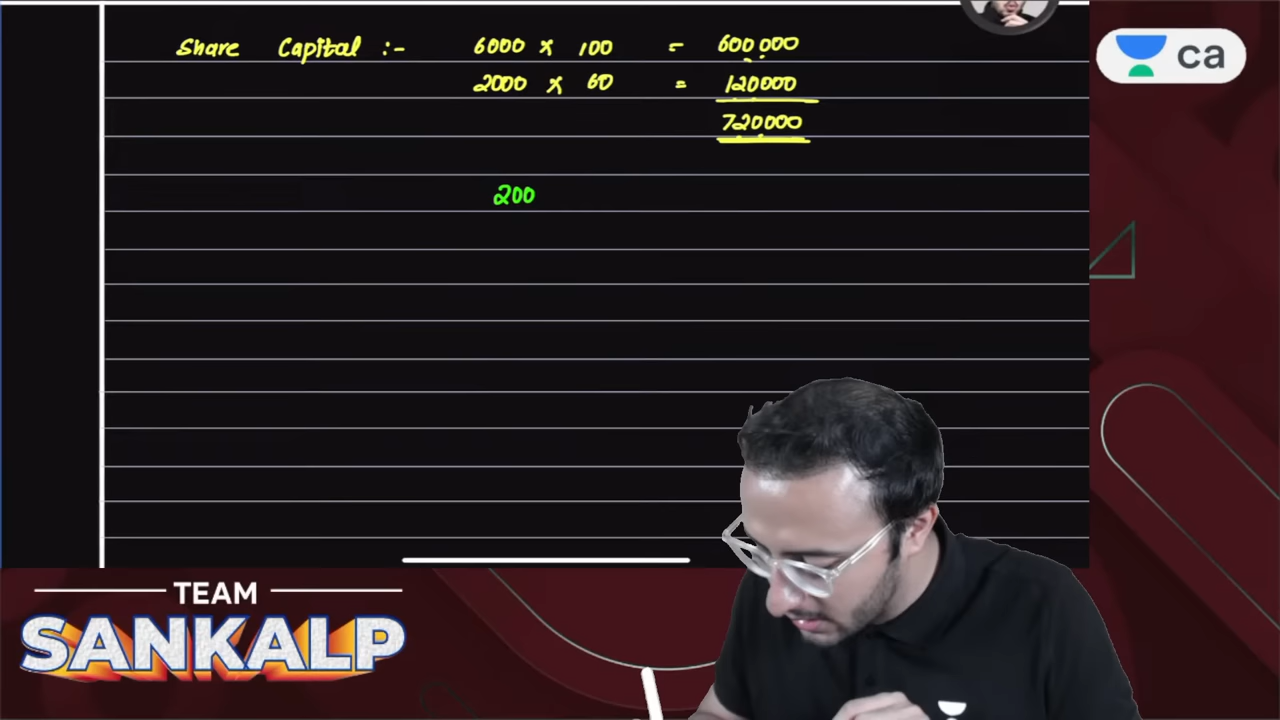 Share Capital :- 6000 × 100 = 600000
2000 × 60 = 120000
720000
200
ca
TEAM
SANKALP